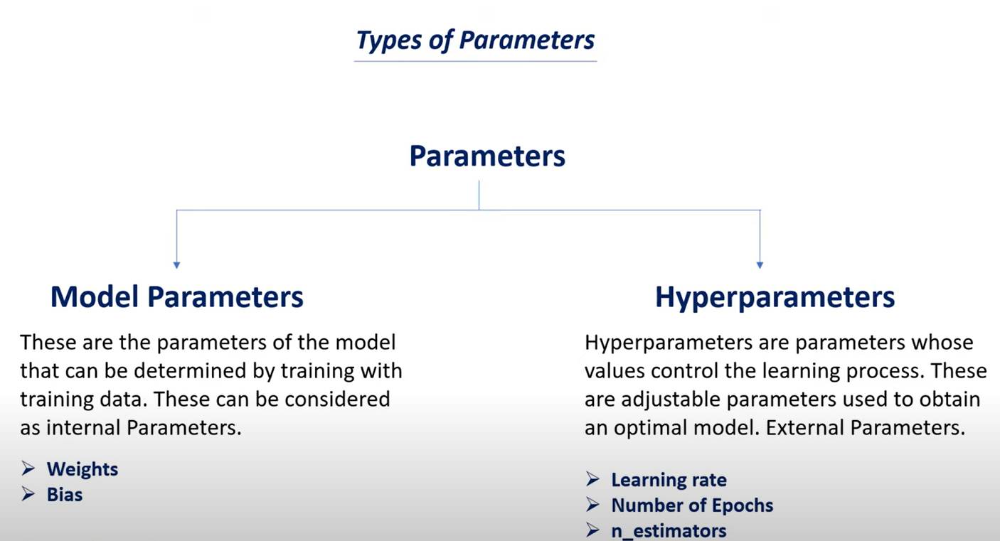 Types of Parameters
Parameters
Model Parameters
These are the parameters of the model
that can be determined by training with
training data. These can be considered
as internal Parameters.
➢ Weights
➢ Bias
Hyperparameters
Hyperparameters are parameters whose
values control the learning process. These
are adjustable parameters used to obtain
an optimal model. External Parameters.
➢ Learning rate
➢ Number of Epochs
➢ n_estimators